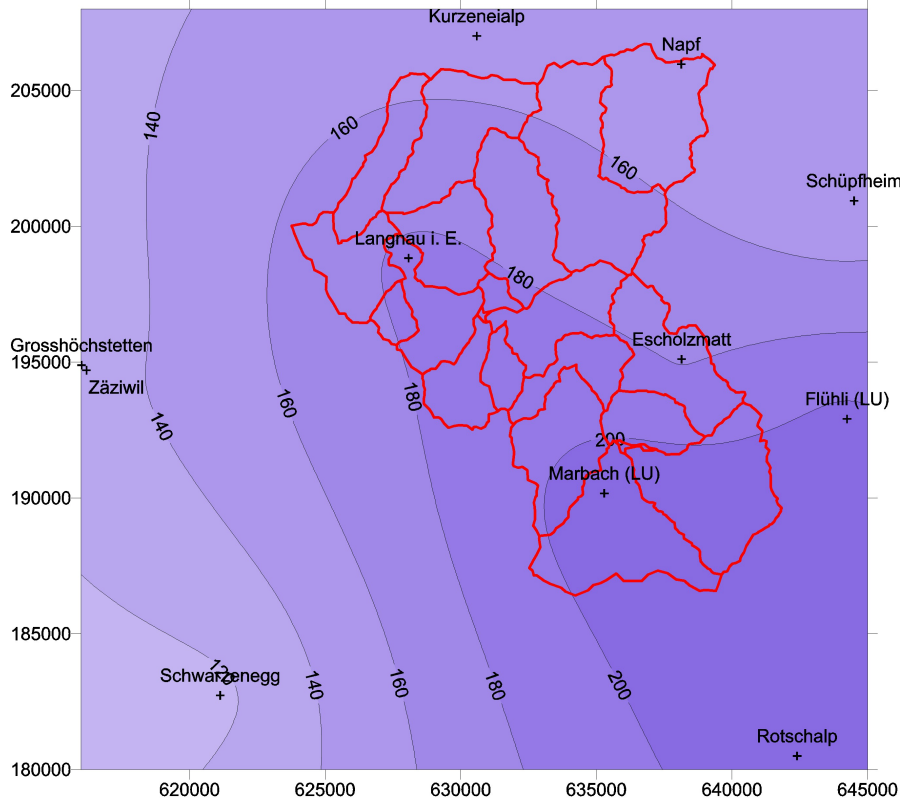 Kurzeneialp
Napf
205000
140
160
160
Schüpfheim
200000
Langnau i. E.
180
Grosshöchstetten
Escholzmatt
195000
Zäziwil
180
160
Flühli (LU)
140
200
Marbach (LU)
190000
185000
120
Schwarzenegg
140
160
180
200
Rotschalp
180000
620000
625000
630000
635000
640000
645000